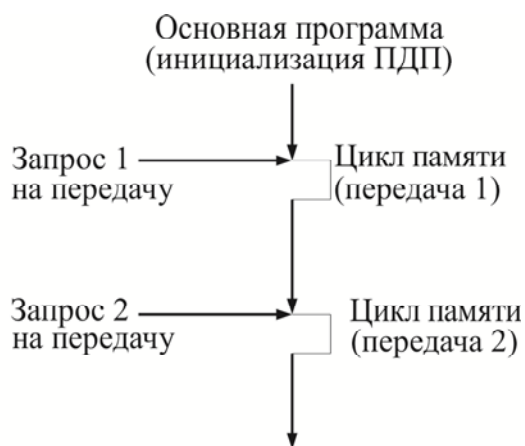 Основная программа
(инициализация ПДП)
Запрос 1
на передачу
Цикл памяти
(передача 1)
Запрос 2
на передачу
Цикл памяти
(передача 2)